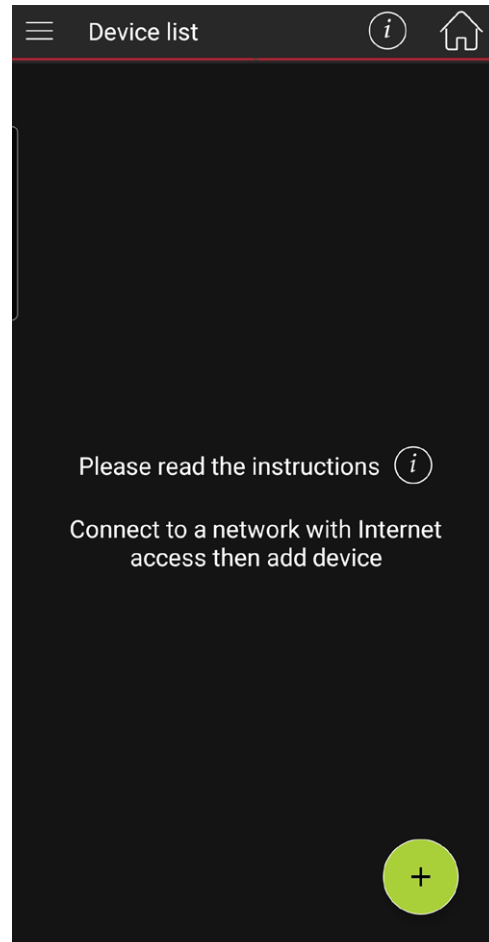 Device list
Please read the instructions
Connect to a network with Internet
access then add device